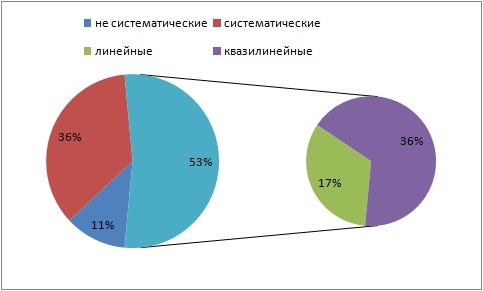 не систематические систематические
линейные квазилинейные
36%
53%
11%
36%
17%